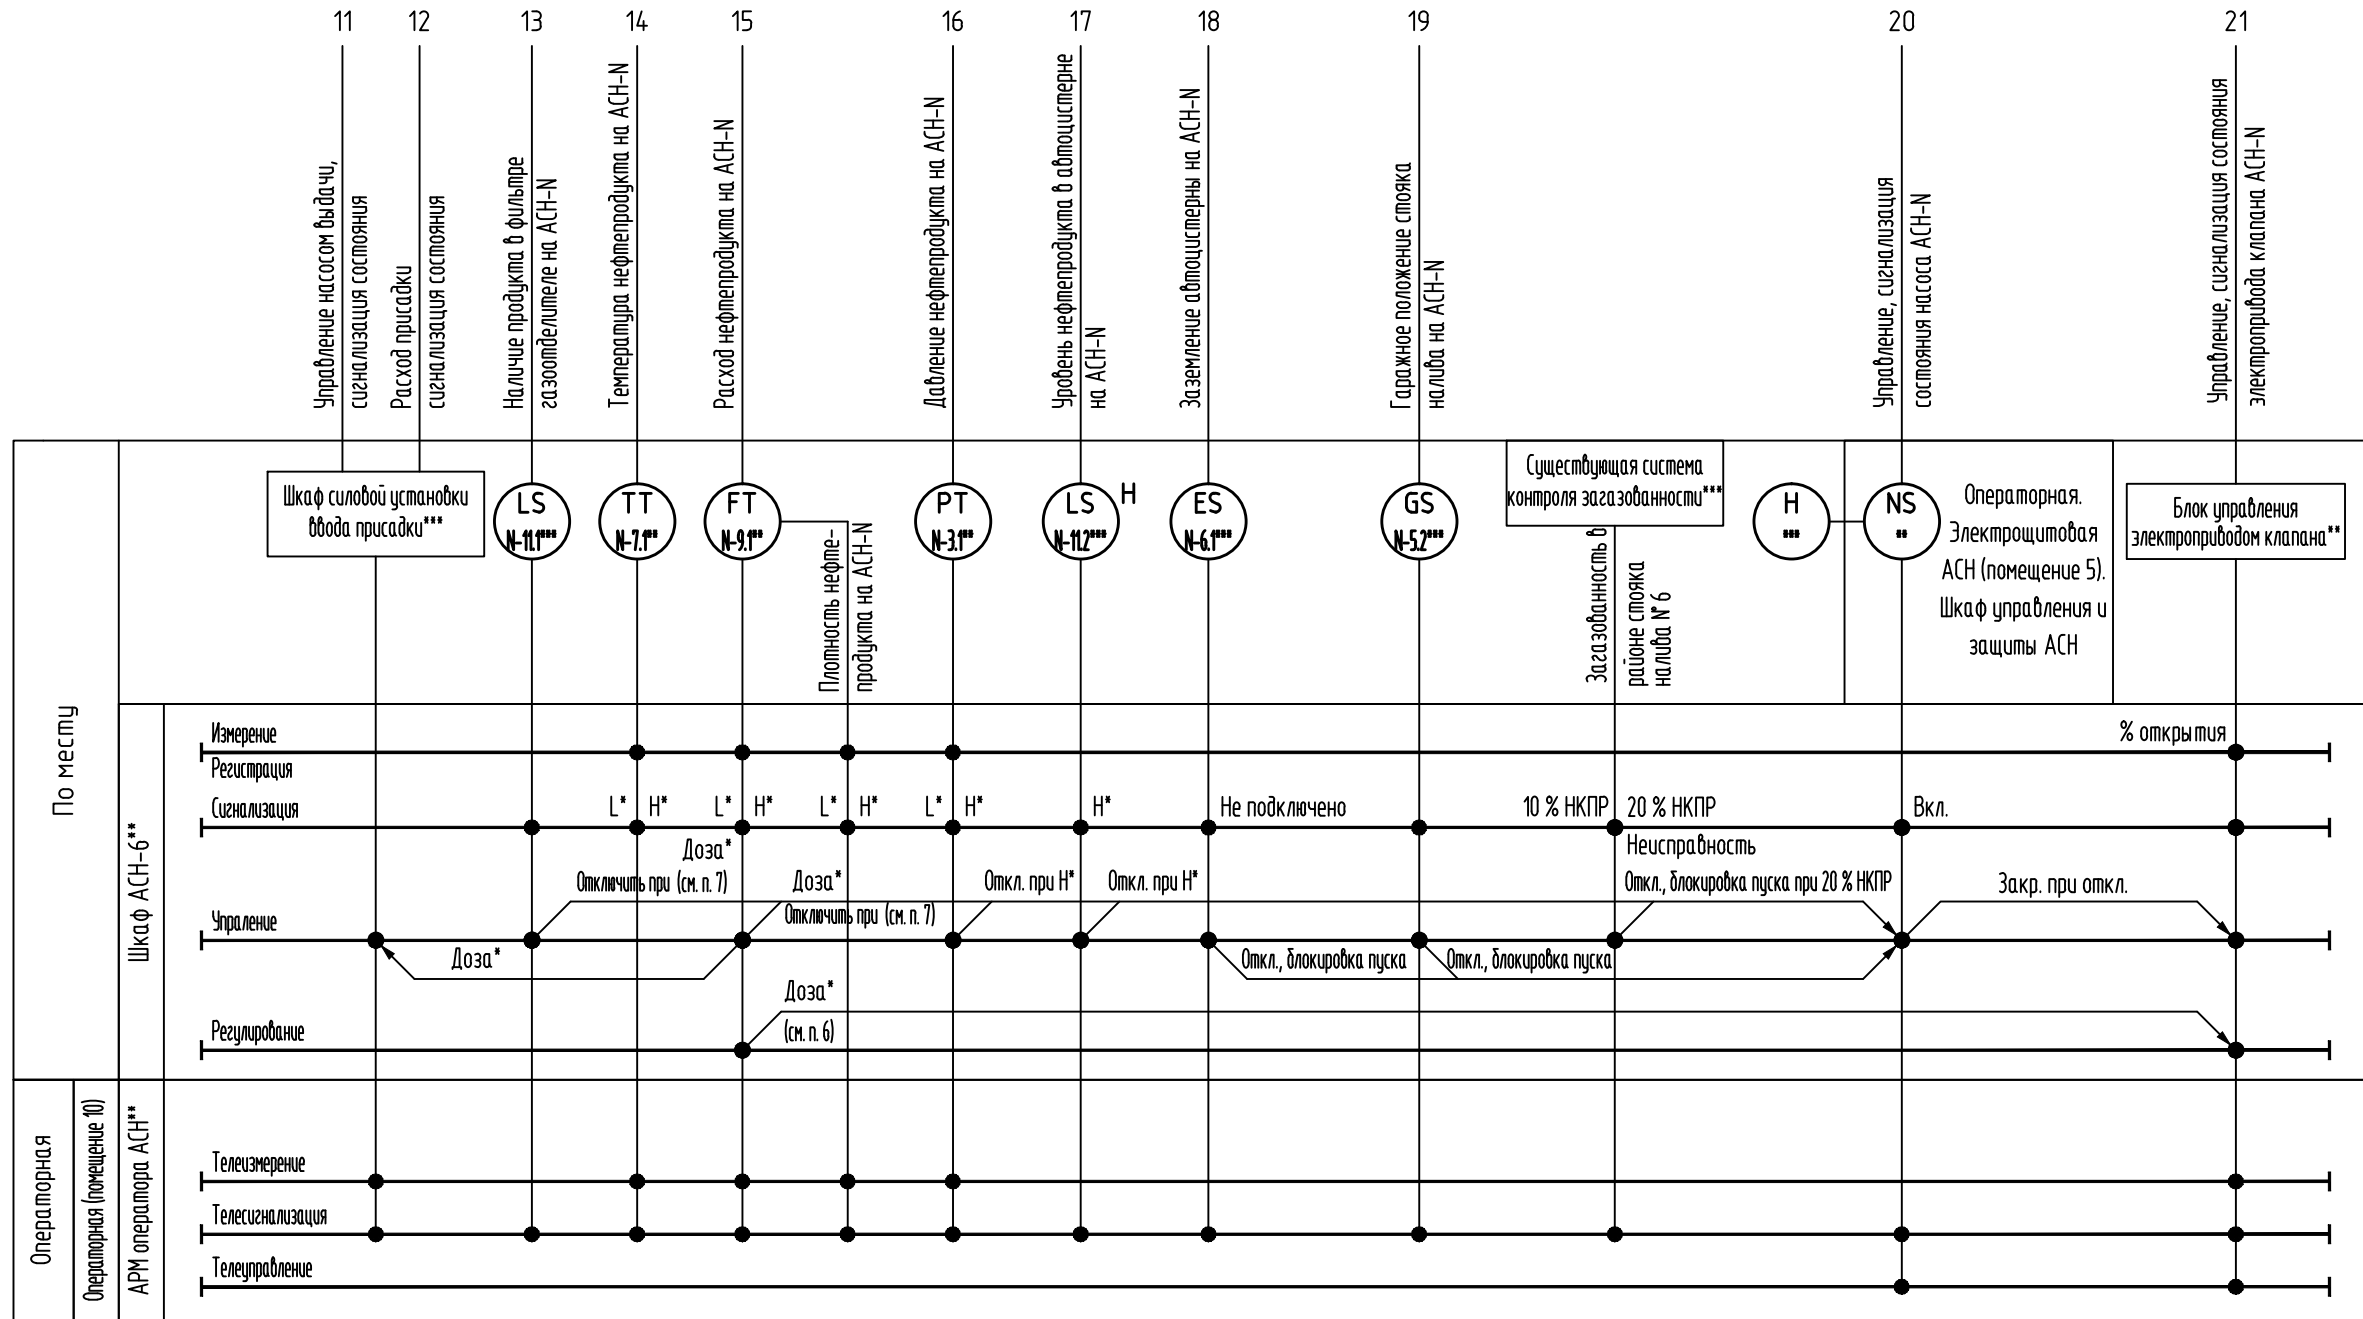 11
12
13
14
15
16
17
18
19
20
21
Управление насосом выдачи,
сигнализация состояния
Расход присадки
сигнализация состояния
Наличие продукта в фильтре
газоотделителе на АСН-N
Температура нефтепродукта на АСН-N
Расход нефтепродукта на АСН-N
Давление нефтепродукта на АСН-N
Уровень нефтепродукта в автоцистерне
на АСН-N
Заземление автоцистерны на АСН-N
Гаражное положение стояка
налива на АСН-N
Управление, сигнализация
состояния насоса АСН-N
Управление, сигнализация состояния
электропривода клапана АСН-N
По месту
Шкаф силовой установки
ввода присадки***
LS
N-11.1***
TT
N-7.1**
FT
N-9.1**
Плотность нефте-
продукта на АСН-N
PT
N-3.1**
LS
N-11.2***
H
ES
N-6.1***
GS
N-5.2***
Существующая система
контроля загазованности***
Загазованность в
районе стояка
налива № 6
H
***
NS
**
Операторная.
Электрощитовая
АСН (помещение 5).
Шкаф управления и
защиты АСН
Блок управления
электроприводом клапана**
Шкаф АСН-6**
Измерение
% открытия
Регистрация
Сигнализация
L* H*
L* H*
L* H*
L* H*
H*
Не подключено
10 % НКПР
20 % НКПР
Вкл.
Неисправность
Доза*
Отключить при (см. п. 7)
Доза*
Отключить при (см. п. 7)
Откл. при H*
Откл. при H*
Откл., блокировка пуска при 20 % НКПР
Закр. при откл.
Упраление
Доза*
Откл., блокировка пуска
Откл., блокировка пуска
Доза*
(см. п. 6)
Регулирование
Операторная
Операторная (помещение 10)
АРМ оператора АСН**
Телеизмерение
Телесигнализация
Телеуправление